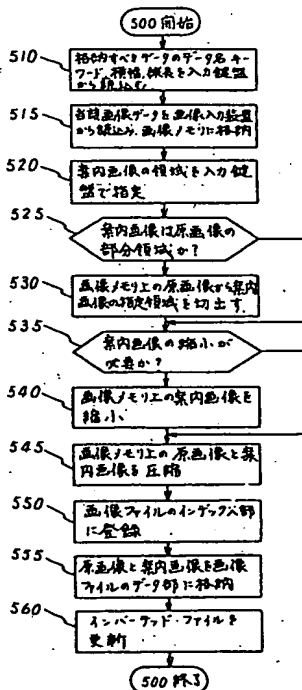 500 開始
510
格納すべきデータのデータ名、キー
ワード、横幅、縦長を入力鍵盤
から読込む
515
当該画像データを画像入力装置
から読込み、画像メモリに格納
520
案内画像の領域を入力鍵
盤で指定
525
案内画像は原画像の
部分領域か?
530
画像メモリ上の原画像から案内
画像の指定領域を切出す
535
案内画像の縮小が
必要か?
540
画像メモリ上の案内画像を
縮小
545
画像メモリ上の原画像と案
内画像を圧縮
550
画像ファイルのインデックス部
に登録
555
原画像と案内画像を画像
ファイルのデータ部に格納
560
インバーテッド・ファイルを
更新
500 終了